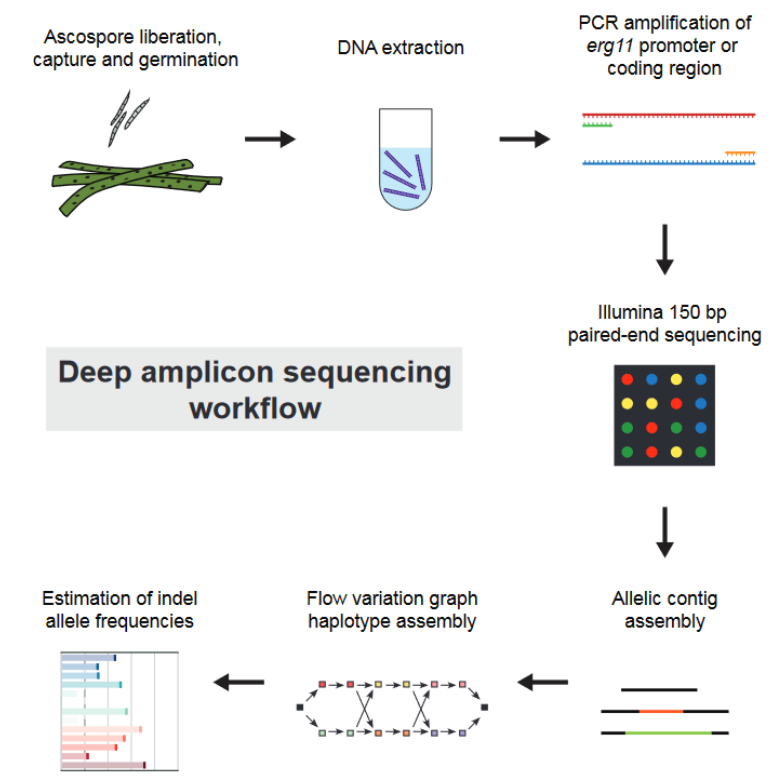 Ascospore liberation,
capture and germination
DNA extraction
PCR amplification of
erg11 promoter or
coding region
Illumina 150 bp
paired-end sequencing
Deep amplicon sequencing
workflow
Estimation of indel
allele frequencies
Flow variation graph
haplotype assembly
Allelic contig
assembly